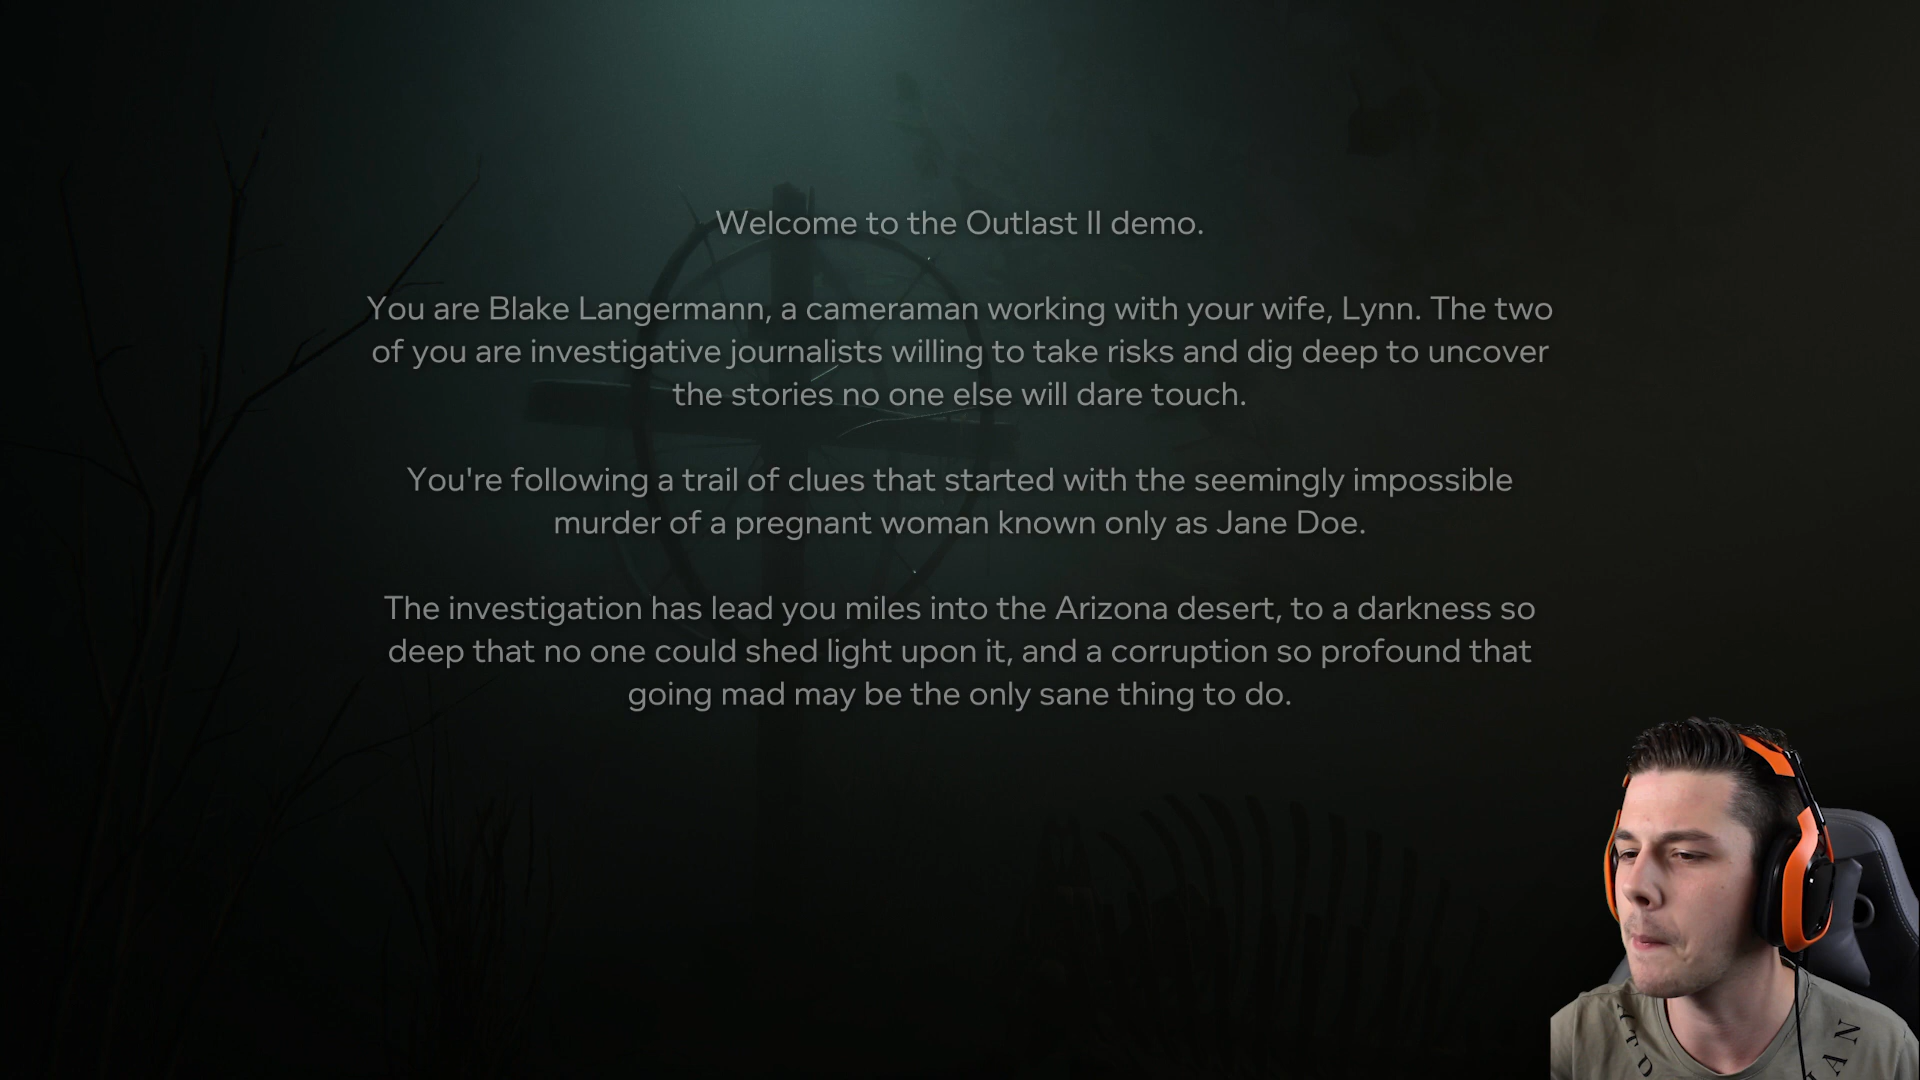 Welcome to the Outlast II demo.
You are Blake Langermann, a cameraman working with your wife, Lynn. The two
of you are investigative journalists willing to take risks and dig deep to uncover
the stories no one else will dare touch.
You're following a trail of clues that started with the seemingly impossible
murder of a pregnant woman known only as Jane Doe.
The investigation has lead you miles into the Arizona desert, to a darkness so
deep that no one could shed light upon it, and a corruption so profound that
going mad may be the only sane thing to do.